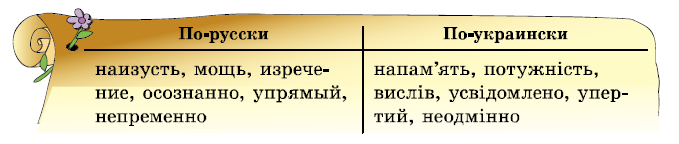 По-русски
По-украински
наизусть, мощь, изрече-
ние, осознанно, упрямый,
непременно
напам’ять, потужність,
вислів, усвідомлено, упер-
тий, неодмінно